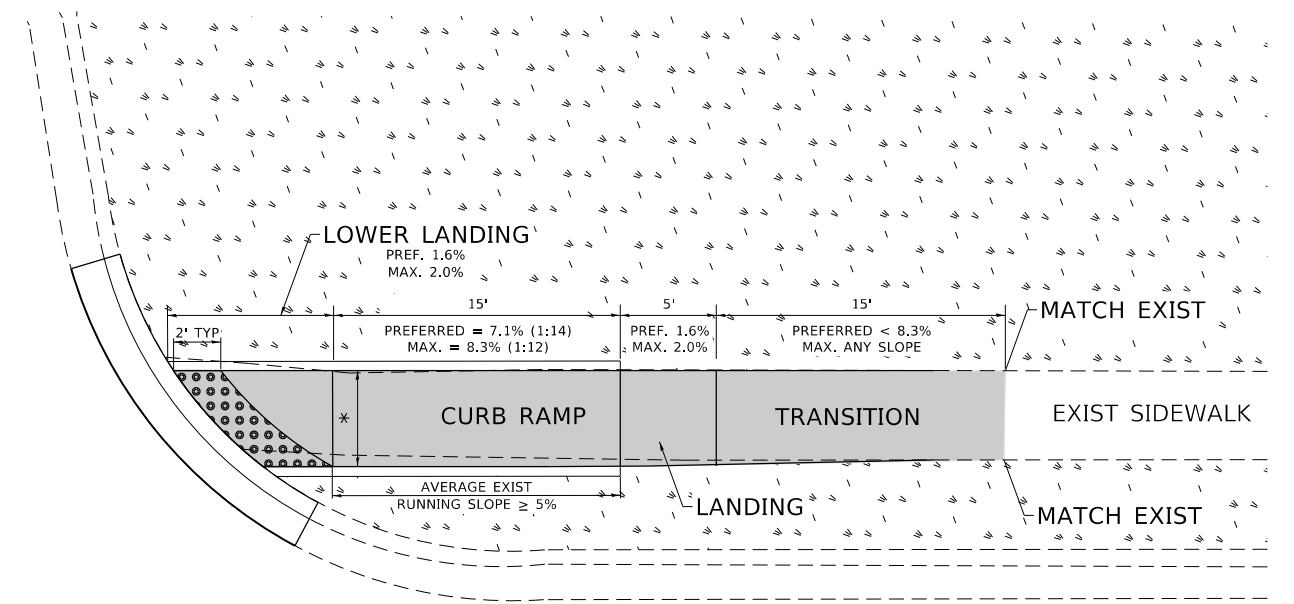 LOWER LANDING
PREF. 1.6%
MAX. 2.0%
15'
5'
15'
MATCH EXIST
2' TYP
PREFERRED = 7.1% (1:14)
MAX. = 8.3% (1:12)
PREF. 1.6%
MAX. 2.0%
PREFERRED < 8.3%
MAX. ANY SLOPE
*
CURB RAMP
TRANSITION
EXIST SIDEWALK
AVERAGE EXIST
RUNNING SLOPE ≥ 5%
LANDING
MATCH EXIST